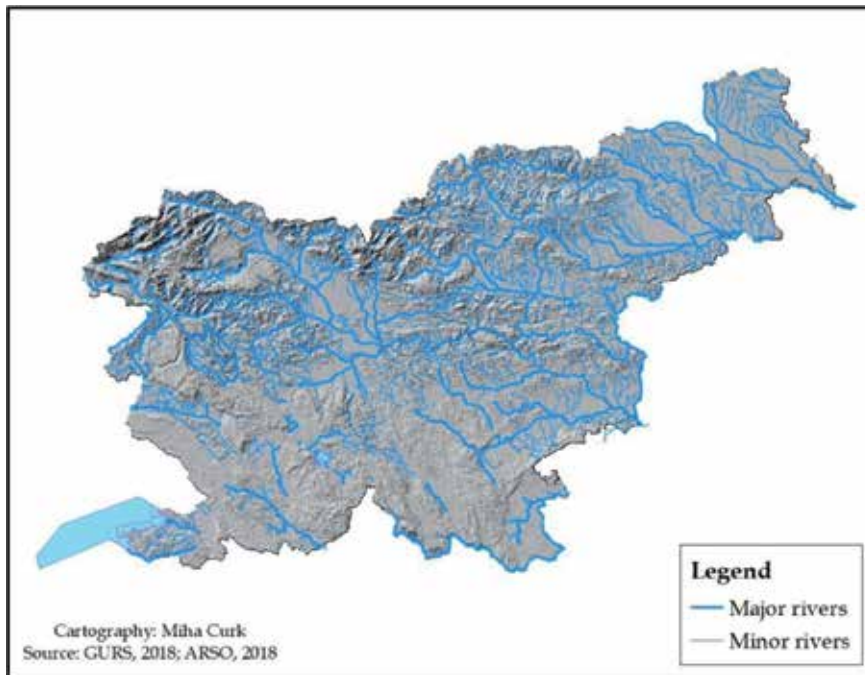 Cartography: Miha Curk
Source: GURS, 2018; ARSO, 2018
Legend
Major rivers
Minor rivers